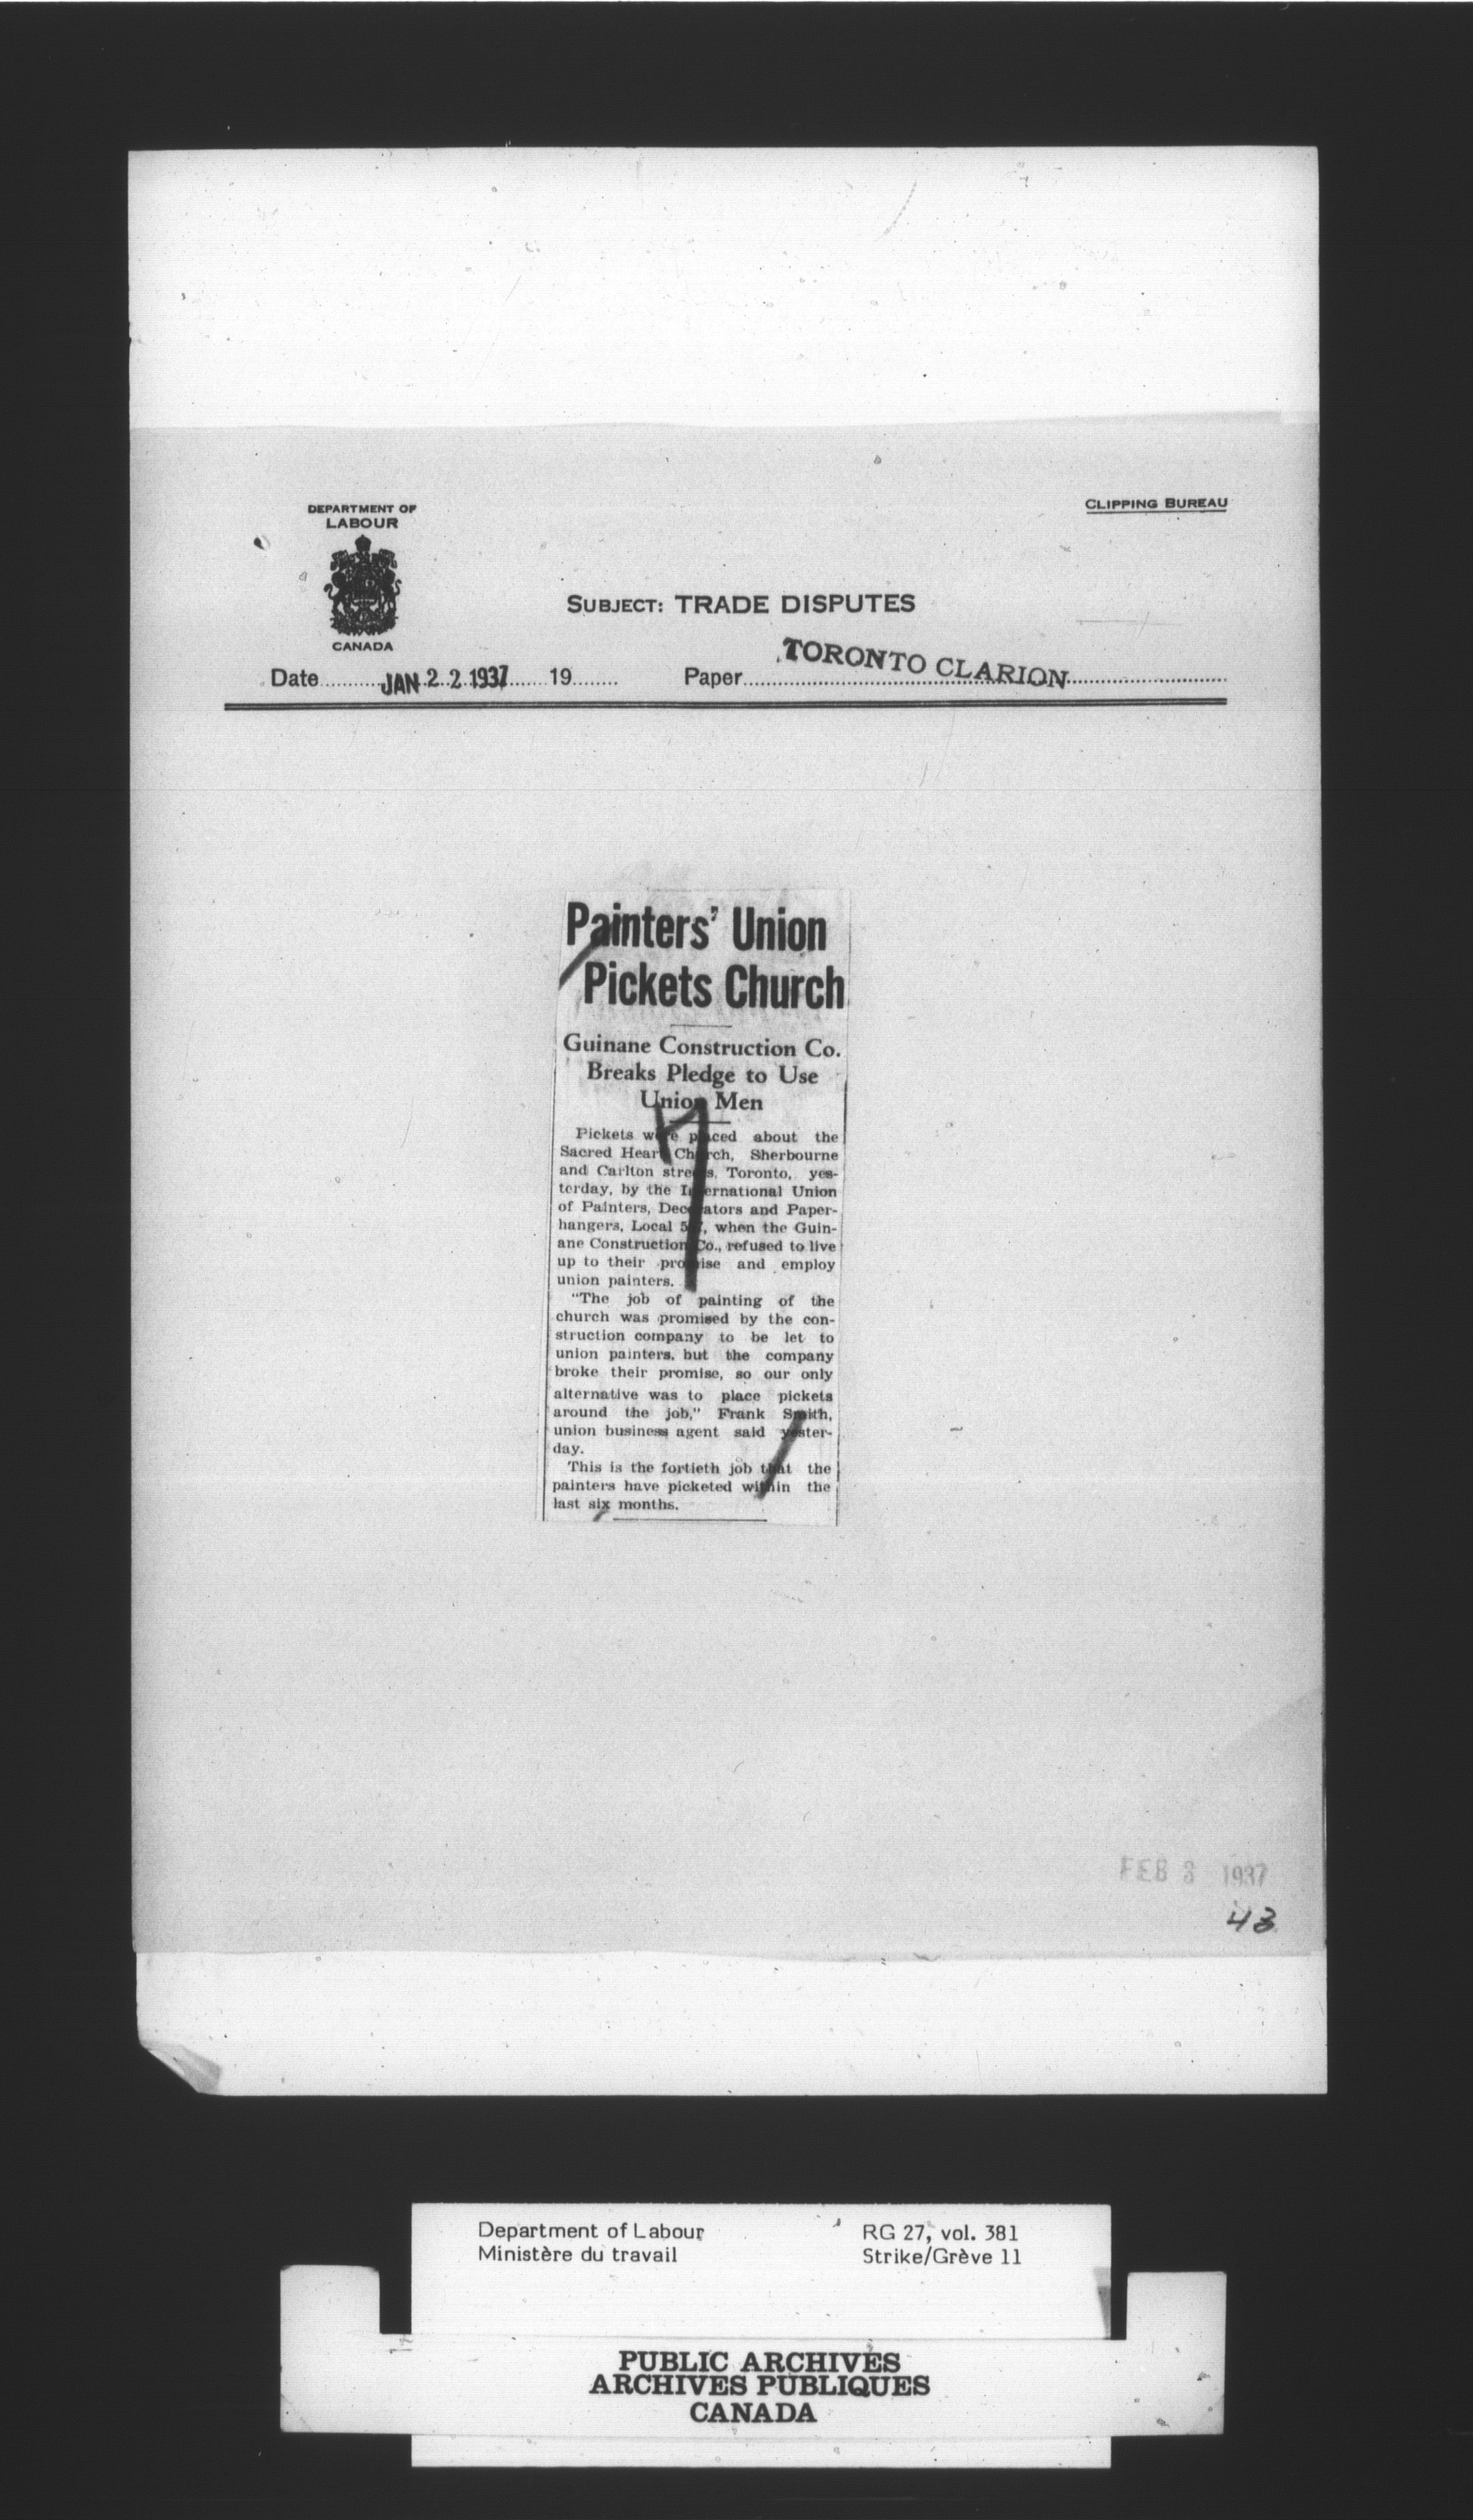 DEPARTMENT OF
LABOUR
CANADA
CLIPPING BUREAU
SUBJECT: TRADE DISPUTES
Date JAN 22 1937 19
Paper TORONTO CLARION
Painters' Union
Pickets Church
Guinane Construction Co.
Breaks Pledge to Use
Union Men
Pickets were placed about the
Sacred Heart Church, Sherbourne
and Carlton streets, Toronto, yes-
terday, by the International Union
of Painters, Decorators and Paper-
hangers, Local when the Guin-
ane Construction Co., refused to live
up to their promise and employ
union painters.
"The job of painting of the
church was promised by the con-
struction company to be let to
union painters, but the company
broke their promise, so our only
alternative was to place pickets
around the job," Frank Smith,
union business agent said yester-
day.
This is the fortieth job that the
painters have picketed within the
last six months.
FEB 3 1937
43
Department of Labour
Ministère du travail
RG 27, vol. 381
Strike/Grève 11
PUBLIC ARCHIVES
ARCHIVES PUBLIQUES
CANADA